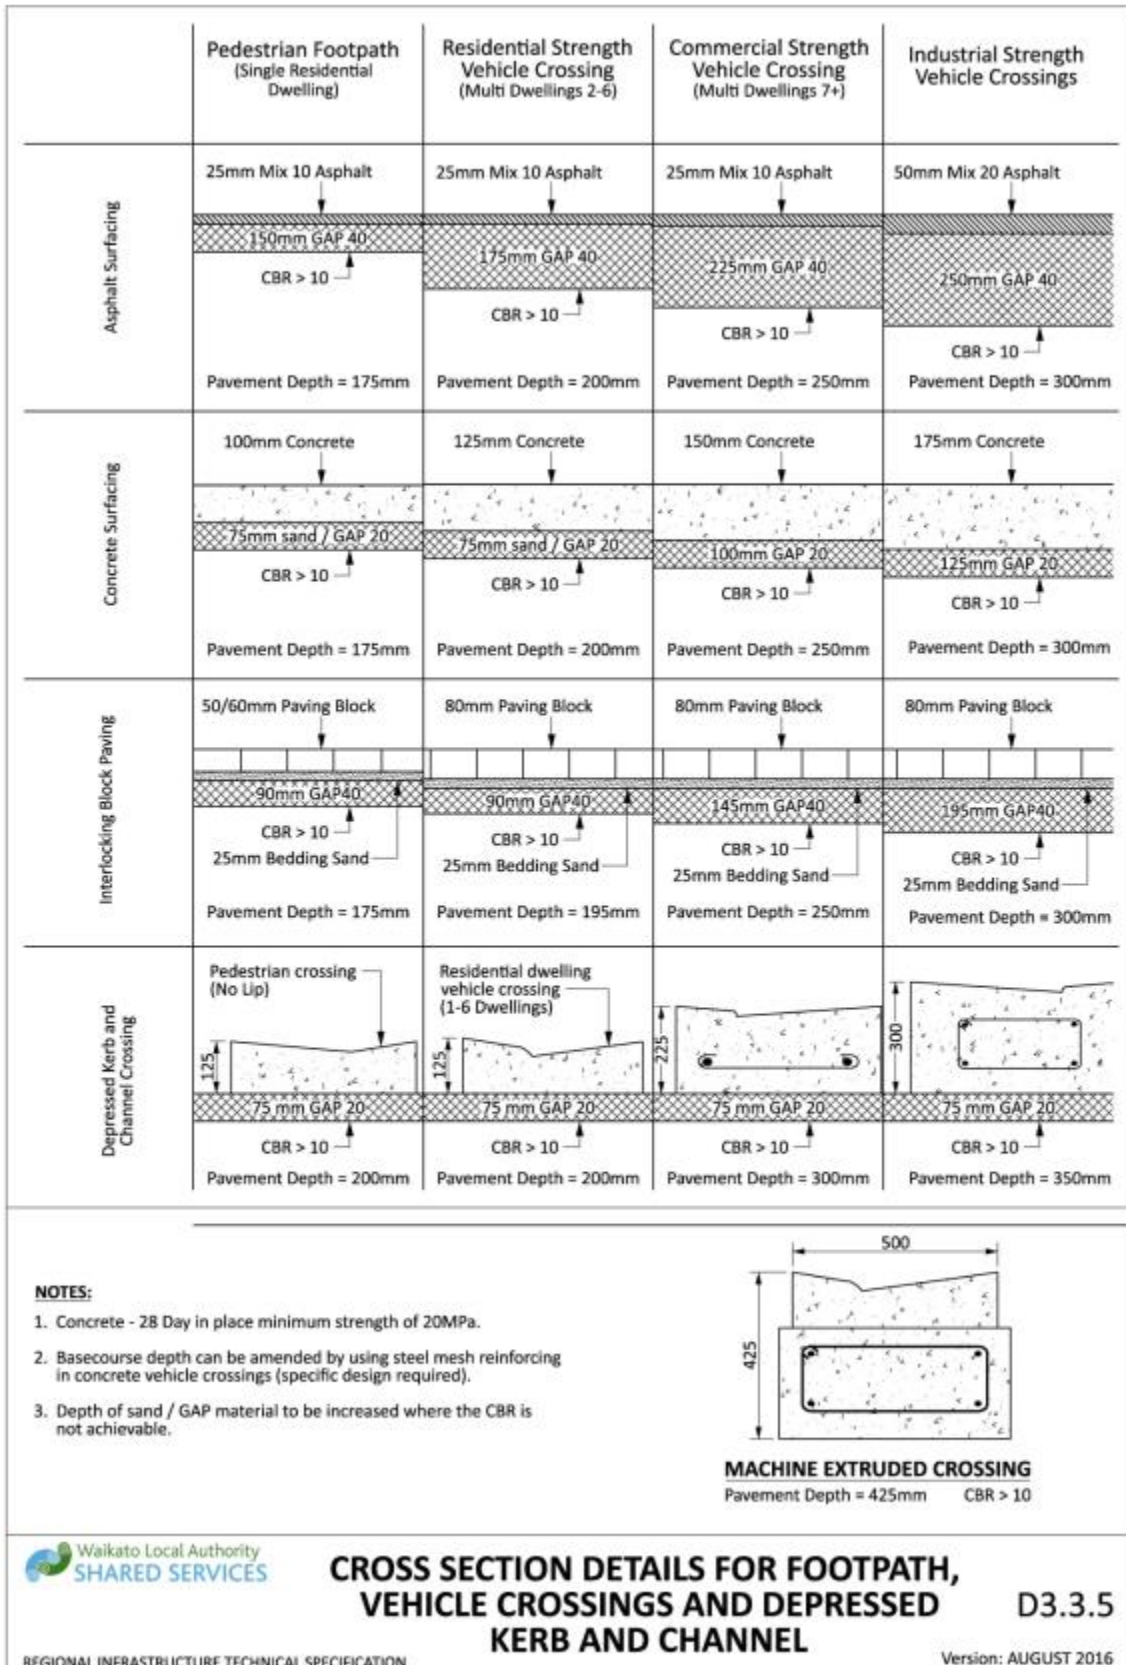 Pedestrian Footpath
(Single Residential
Dwelling)
Residential Strength
Vehicle Crossing
(Multi Dwellings 2-6)
Commercial Strength
Vehicle Crossing
(Multi Dwellings 7+)
Industrial Strength
Vehicle Crossings
Asphalt Surfacing
25mm Mix 10 Asphalt
150mm GAP 40
CBR > 10
Pavement Depth = 175mm
25mm Mix 10 Asphalt
175mm GAP 40
CBR > 10
Pavement Depth = 200mm
25mm Mix 10 Asphalt
225mm GAP 40
CBR > 10
Pavement Depth = 250mm
50mm Mix 20 Asphalt
250mm GAP 40
CBR > 10
Pavement Depth = 300mm
Concrete Surfacing
100mm Concrete
75mm sand / GAP 20
CBR > 10
Pavement Depth = 175mm
125mm Concrete
75mm sand / GAP 20
CBR > 10
Pavement Depth = 200mm
150mm Concrete
100mm GAP 20
CBR > 10
Pavement Depth = 250mm
175mm Concrete
125mm GAP 20
CBR > 10
Pavement Depth = 300mm
Interlocking Block Paving
50/60mm Paving Block
90mm GAP40
CBR > 10
25mm Bedding Sand
Pavement Depth = 175mm
80mm Paving Block
90mm GAP40
CBR > 10
25mm Bedding Sand
Pavement Depth = 195mm
80mm Paving Block
145mm GAP40
CBR > 10
25mm Bedding Sand
Pavement Depth = 250mm
80mm Paving Block
195mm GAP40
CBR > 10
25mm Bedding Sand
Pavement Depth = 300mm
Depressed Kerb and
Channel Crossing
Pedestrian crossing
(No Lip)
125
75 mm GAP 20
CBR > 10
Pavement Depth = 200mm
Residential dwelling
vehicle crossing
(1-6 Dwellings)
125
75 mm GAP 20
CBR > 10
Pavement Depth = 200mm
225
75 mm GAP 20
CBR > 10
Pavement Depth = 300mm
300
75 mm GAP 20
CBR > 10
Pavement Depth = 350mm
NOTES:
1. Concrete - 28 Day in place minimum strength of 20MPa.
2. Basecourse depth can be amended by using steel mesh reinforcing
in concrete vehicle crossings (specific design required).
3. Depth of sand / GAP material to be increased where the CBR is
not achievable.
500
425
MACHINE EXTRUDED CROSSING
Pavement Depth = 425mm CBR > 10
Waikato Local Authority
SHARED SERVICES
CROSS SECTION DETAILS FOR FOOTPATH,
VEHICLE CROSSINGS AND DEPRESSED
KERB AND CHANNEL
D3.3.5
REGIONAL INFRASTRUCTURE TECHNICAL SPECIFICATION
Version: AUGUST 2016